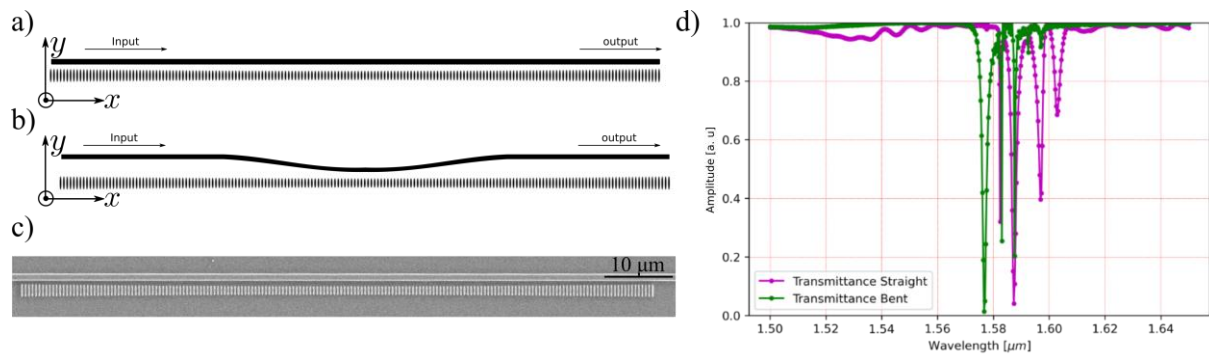 a)
y
Input
output
x
b)
y
Input
output
x
c)
10 μm
d)
1.0
0.8
0.6
0.4
0.2
0.0
Amplitude [a. u]
Transmittance Straight
Transmittance Bent
1.50 1.52 1.54 1.56 1.58 1.60 1.62 1.64
Wavelength [μm]